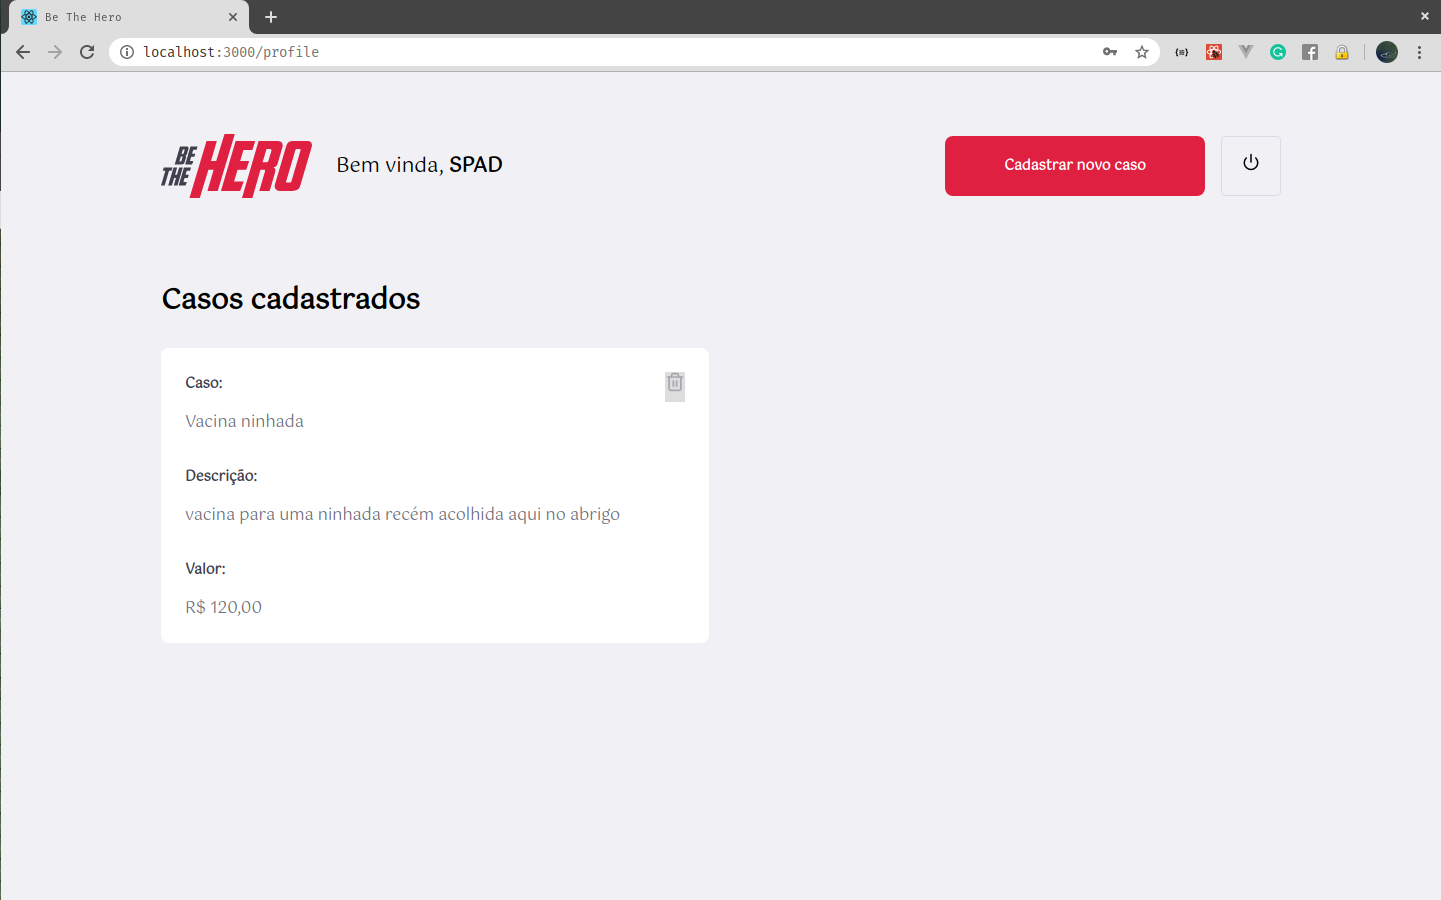 Be The Hero
localhost:3000/profile
BE THE HERO
Bem vinda, SPAD
Cadastrar novo caso
Casos cadastrados
Caso:
Vacina ninhada
Descrição:
vacina para uma ninhada recém acolhida aqui no abrigo
Valor:
R$ 120,00